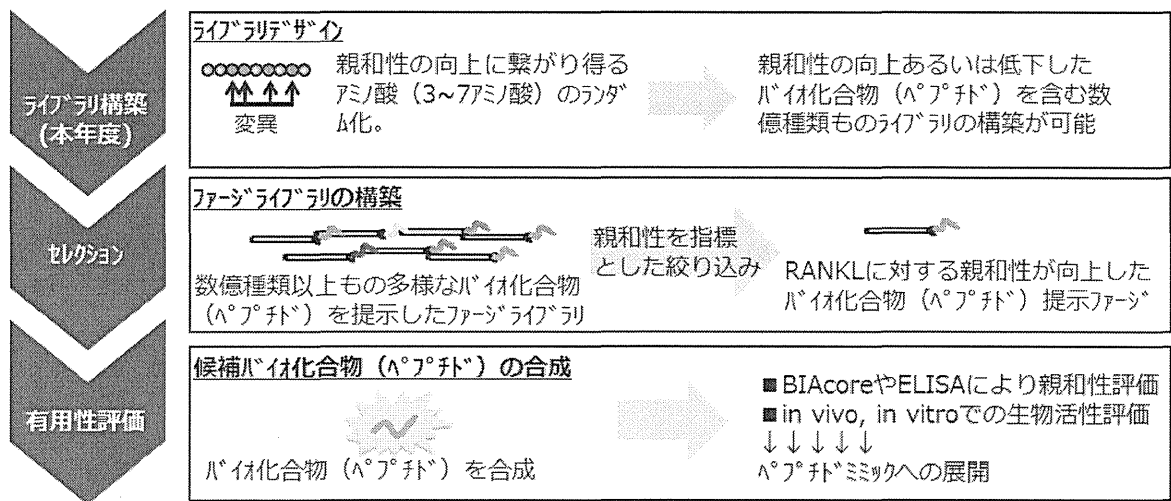 ライブラリ構築
(本年度)
ライブラリデザイン
変異
親和性の向上に繋がり得る
アミノ酸（3~7アミノ酸）のランダ
ム化。
親和性の向上あるいは低下した
バイオ化合物（ペプチド）を含む数
億種類ものライブラリの構築が可能
セレクション
ファージライブラリの構築
数億種類以上もの多様なバイオ化合物
（ペプチド）を提示したファージライブラリ
親和性を指標
とした絞り込み
RANKLに対する親和性が向上した
バイオ化合物（ペプチド）提示ファージ
有用性評価
候補バイオ化合物（ペプチド）の合成
バイオ化合物（ペプチド）を合成
■BIAcoreやELISAにより親和性評価
■in vivo, in vitroでの生物活性評価
↓↓↓↓↓
ペプチドミミックへの展開